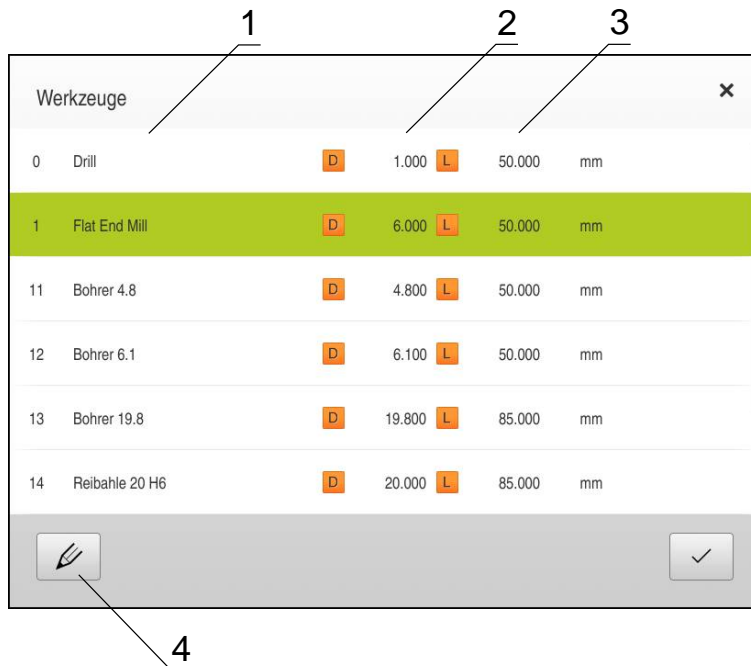 1 2 3
Werkzeuge ×
0 Drill D 1.000 L 50.000 mm
1 Flat End Mill D 6.000 L 50.000 mm
11 Bohrer 4.8 D 4.800 L 50.000 mm
12 Bohrer 6.1 D 6.100 L 50.000 mm
13 Bohrer 19.8 D 19.800 L 85.000 mm
14 Reibahle 20 H6 D 20.000 L 85.000 mm
4